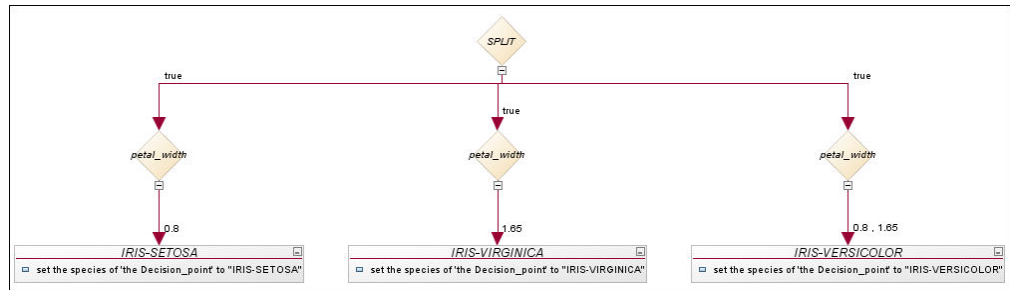 SPLIT
true
true
true
petal_width
petal_width
petal_width
0.8
1.65
0.8 , 1.65
IRIS-SETOSA
set the species of 'the Decision_point' to "IRIS-SETOSA"
IRIS-VIRGINICA
set the species of 'the Decision_point' to "IRIS-VIRGINICA"
IRIS-VERSICOLOR
set the species of 'the Decision_point' to "IRIS-VERSICOLOR"